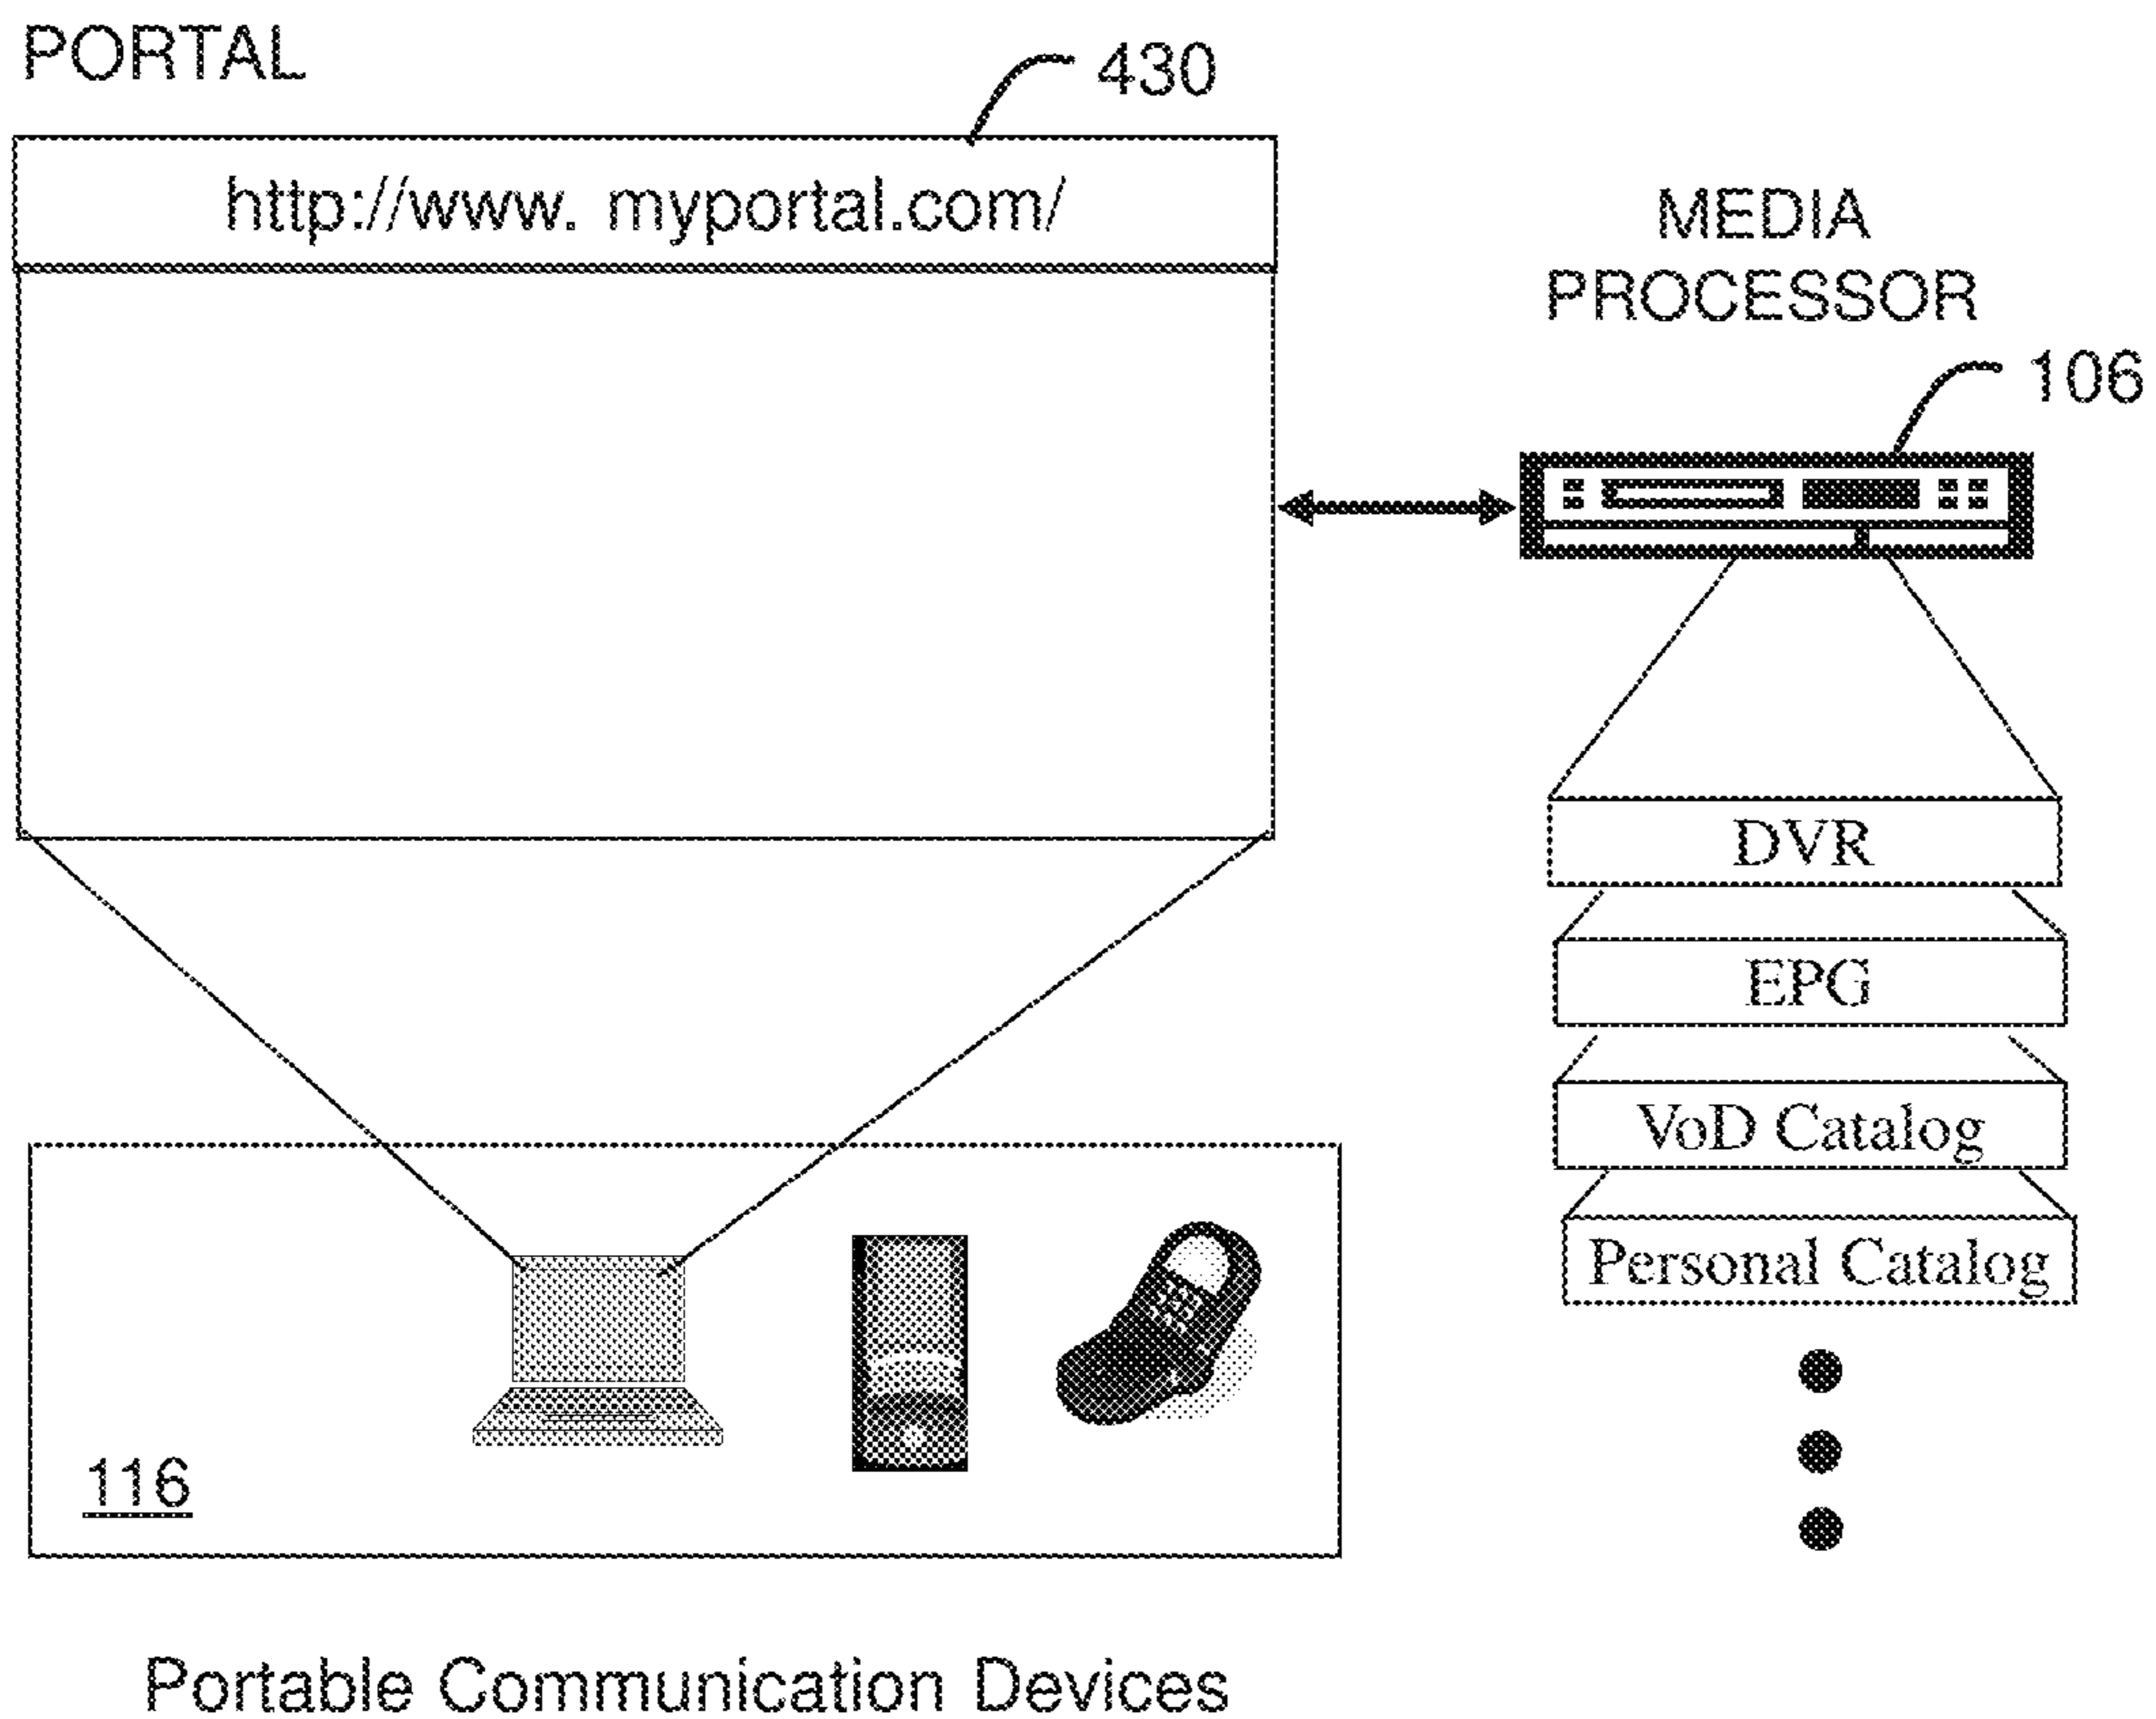 PORTAL
430
http://www. myportal.com/
MEDIA
PROCESSOR
106
DVR
EPG
VoD Catalog
Personal Catalog
116
Portable Communication Devices